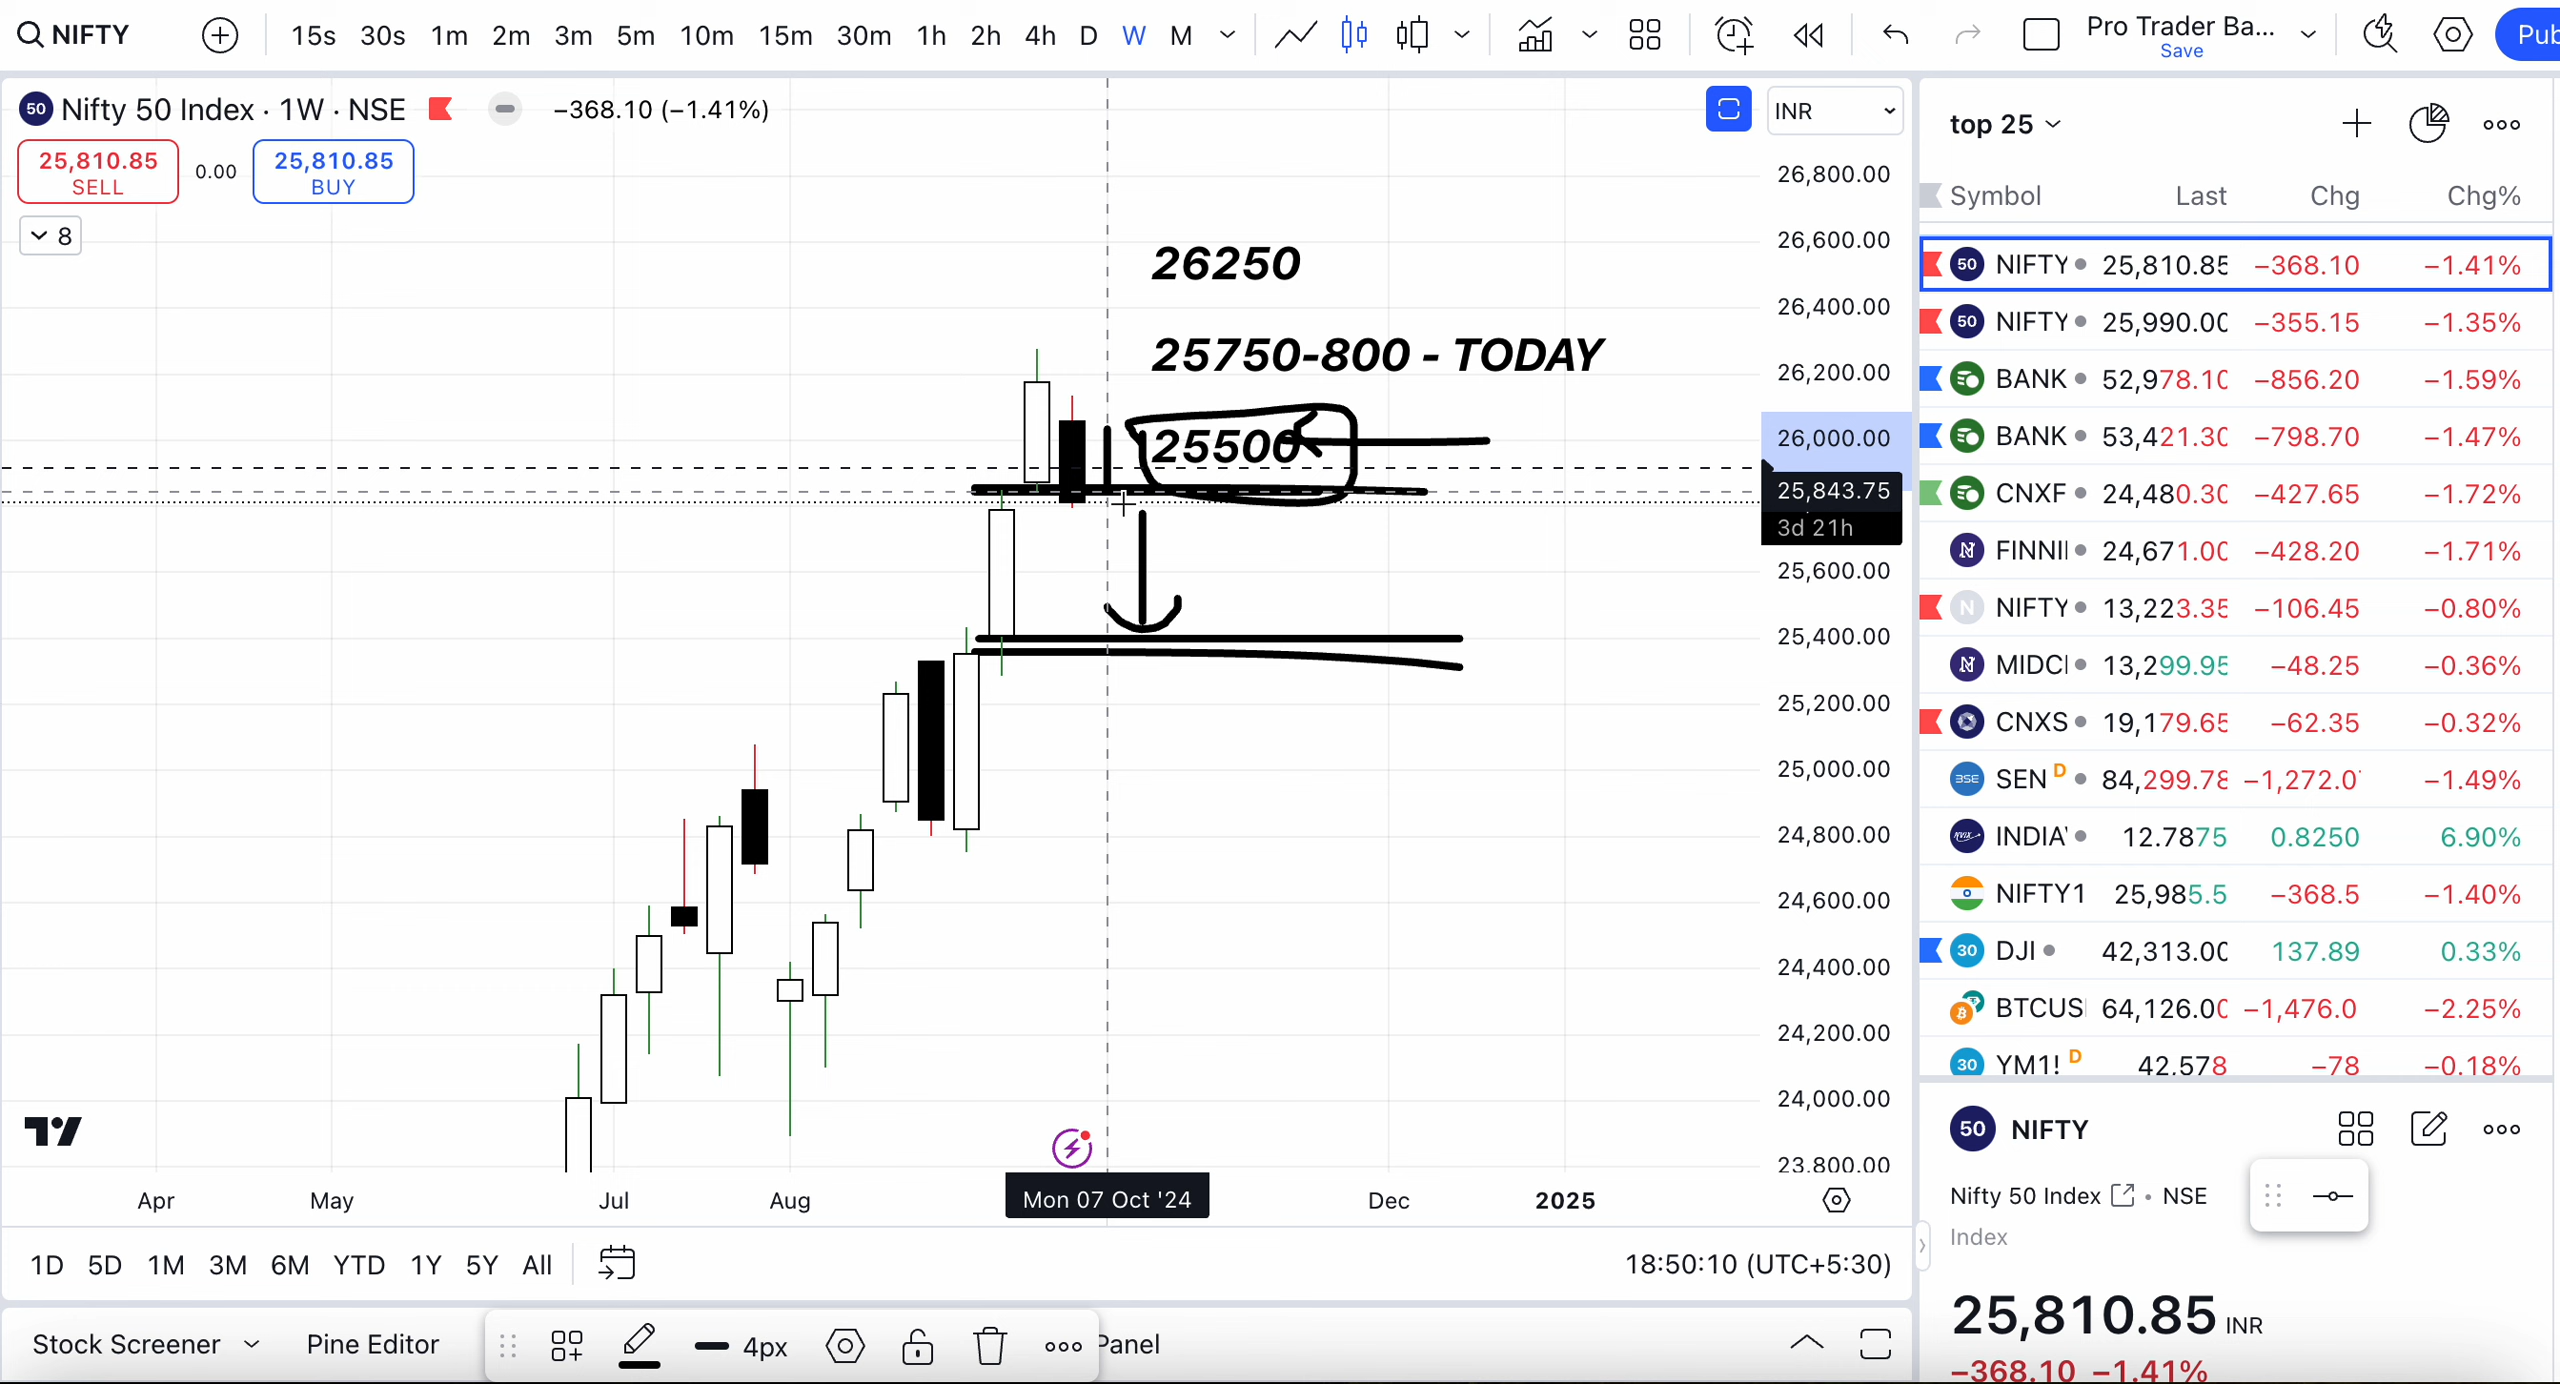 NIFTY 15s 30s 1m 2m 3m 5m 10m 15m 30m 1h 2h 4h D W M Pro Trader Ba... Pub
Save
50 Nifty 50 Index · 1W · NSE −368.10 (−1.41%) INR
25,810.85 0.00 25,810.85
SELL BUY
8
26250
25750-800 - TODAY
25500
26,800.00
26,600.00
26,400.00
26,200.00
26,000.00
25,843.75
3d 21h
25,600.00
25,400.00
25,200.00
25,000.00
24,800.00
24,600.00
24,400.00
24,200.00
24,000.00
23,800.00
Apr May Jul Aug Mon 07 Oct '24 Dec 2025
1D 5D 1M 3M 6M YTD 1Y 5Y All 18:50:10 (UTC+5:30)
Stock Screener Pine Editor 4px Panel
top 25
Symbol Last Chg Chg%
50 NIFTY 25,810.85 −368.10 −1.41%
50 NIFTY 25,990.00 −355.15 −1.35%
BANK 52,978.10 −856.20 −1.59%
BANK 53,421.30 −798.70 −1.47%
CNXF 24,480.30 −427.65 −1.72%
FINNI 24,671.00 −428.20 −1.71%
N NIFTY 13,223.35 −106.45 −0.80%
MIDC 13,299.95 −48.25 −0.36%
CNXS 19,179.65 −62.35 −0.32%
BSE SEN D 84,299.78 −1,272.0 −1.49%
INDIA 12.7875 0.8250 6.90%
NIFTY1 25,985.5 −368.5 −1.40%
30 DJI 42,313.00 137.89 0.33%
BTCUS 64,126.00 −1,476.0 −2.25%
30 YM1! D 42,578 −78 −0.18%
50 NIFTY
Nifty 50 Index • NSE
Index
25,810.85 INR
−368.10 −1.41%